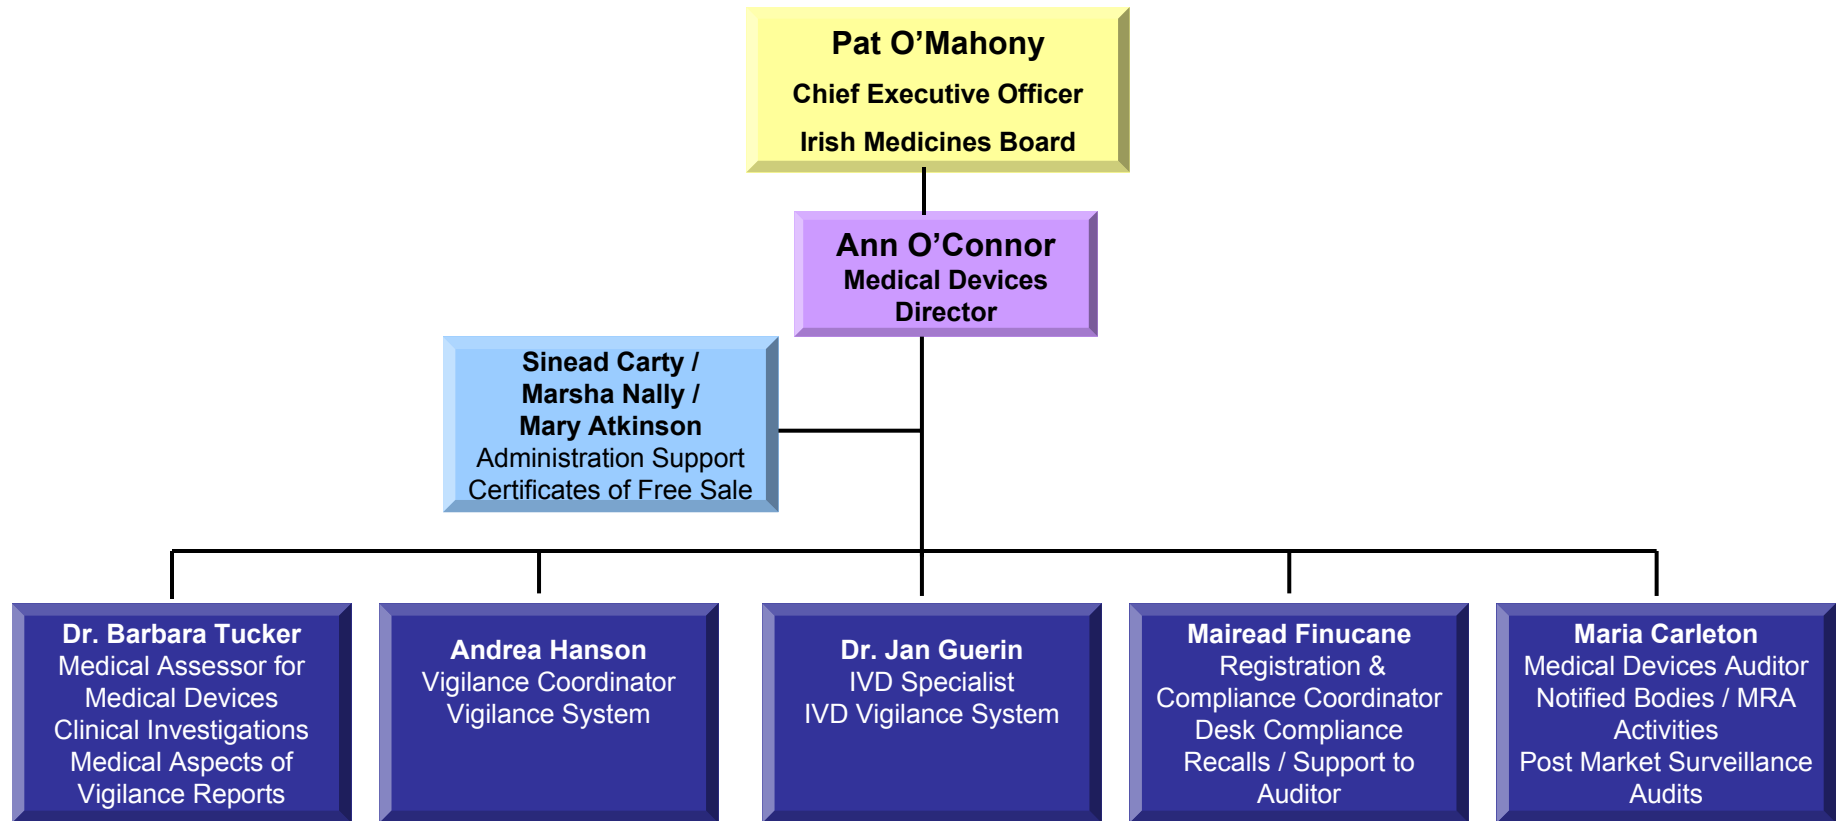 Pat O’Mahony
Chief Executive Officer
Irish Medicines Board
Ann O’Connor
Medical Devices
Director
Sinead Carty /
Marsha Nally /
Mary Atkinson
Administration Support
Certificates of Free Sale
Dr. Barbara Tucker
Medical Assessor for
Medical Devices
Clinical Investigations
Medical Aspects of
Vigilance Reports
Andrea Hanson
Vigilance Coordinator
Vigilance System
Dr. Jan Guerin
IVD Specialist
IVD Vigilance System
Mairead Finucane
Registration &
Compliance Coordinator
Desk Compliance
Recalls / Support to
Auditor
Maria Carleton
Medical Devices Auditor
Notified Bodies / MRA
Activities
Post Market Surveillance
Audits